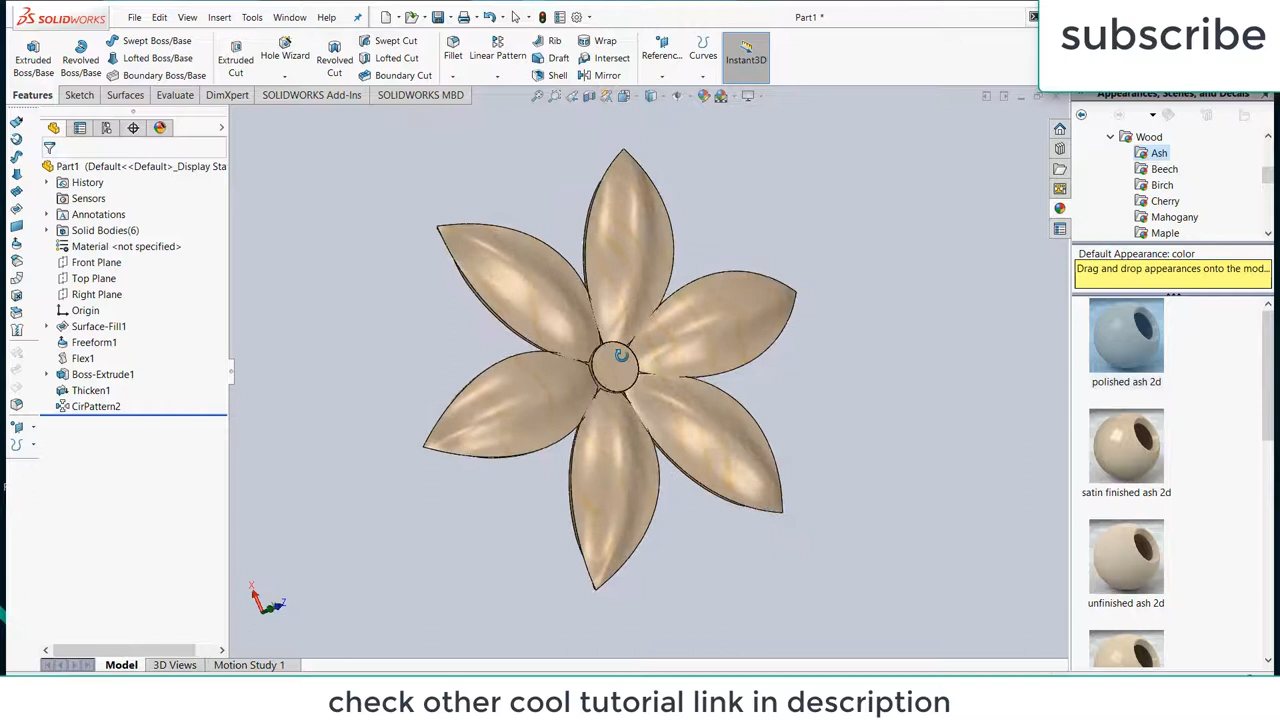 SOLIDWORKS
File
Edit
View
Insert
Tools
Window
Help
Part1 *
subscribe
Extruded Boss/Base
Revolved Boss/Base
Swept Boss/Base
Lofted Boss/Base
Boundary Boss/Base
Extruded Cut
Hole Wizard
Revolved Cut
Swept Cut
Lofted Cut
Boundary Cut
Fillet
Linear Pattern
Rib
Draft
Shell
Wrap
Intersect
Mirror
Referenc...
Curves
Instant3D
Features
Sketch
Surfaces
Evaluate
DimXpert
SOLIDWORKS Add-Ins
SOLIDWORKS MBD
Appearances, Scenes, and Decals
Part1 (Default<<Default>_Display Sta
History
Sensors
Annotations
Solid Bodies(6)
Material <not specified>
Front Plane
Top Plane
Right Plane
Origin
Surface-Fill1
Freeform1
Flex1
Boss-Extrude1
Thicken1
CirPattern2
Wood
Ash
Beech
Birch
Cherry
Mahogany
Maple
Default Appearance: color
Drag and drop appearances onto the mod...
polished ash 2d
satin finished ash 2d
unfinished ash 2d
X
Z
Model
3D Views
Motion Study 1
check other cool tutorial link in description